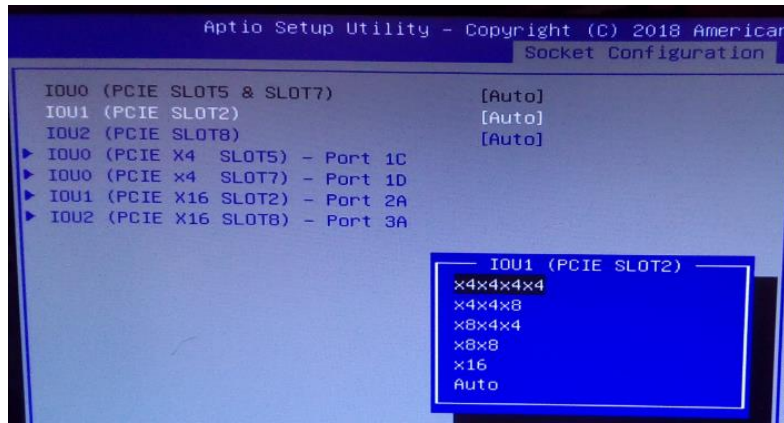 Aptio Setup Utility – Copyright (C) 2018 American
Socket Configuration
IOU0 (PCIE SLOT5 & SLOT7) [Auto]
IOU1 (PCIE SLOT2) [Auto]
IOU2 (PCIE SLOT8) [Auto]
IOU0 (PCIE X4 SLOT5) – Port 1C
IOU0 (PCIE x4 SLOT7) – Port 1D
IOU1 (PCIE X16 SLOT2) – Port 2A
IOU2 (PCIE X16 SLOT8) – Port 3A
IOU1 (PCIE SLOT2)
x4x4x4x4
x4x4x8
x8x4x4
x8x8
x16
Auto